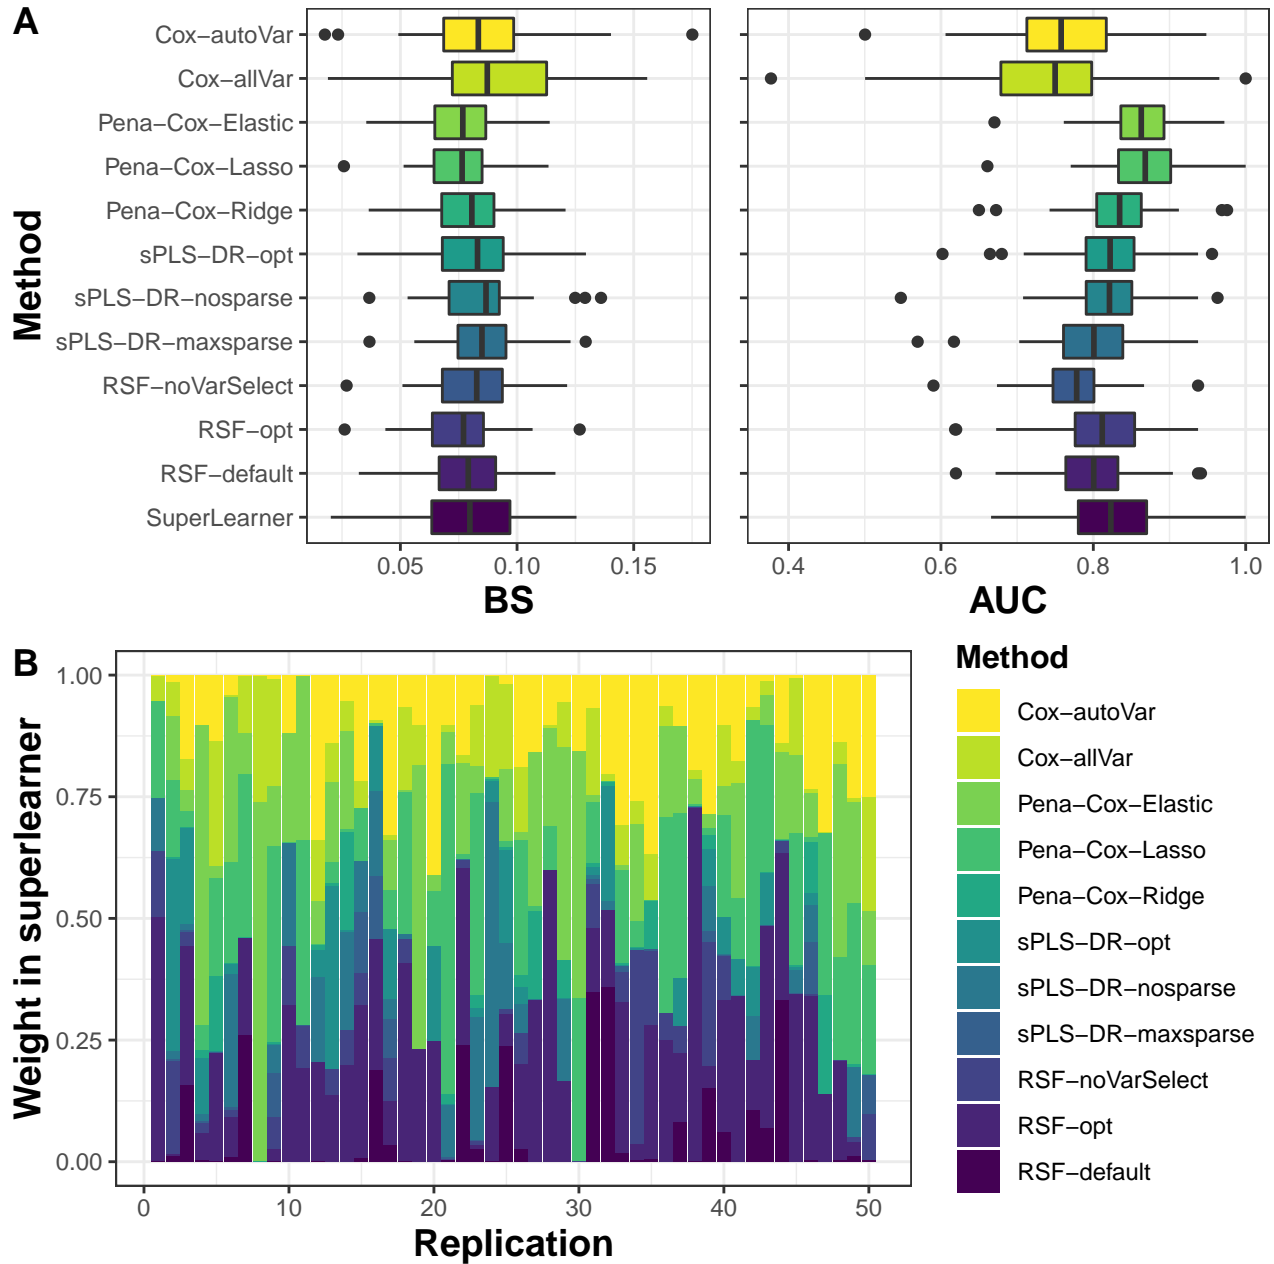 A
Method
Cox−autoVar
Cox−allVar
Pena−Cox−Elastic
Pena−Cox−Lasso
Pena−Cox−Ridge
sPLS−DR−opt
sPLS−DR−nosparse
sPLS−DR−maxsparse
RSF−noVarSelect
RSF−opt
RSF−default
SuperLearner
0.05 0.10 0.15
BS
0.4 0.6 0.8 1.0
AUC
B
Weight in superlearner
1.00
0.75
0.50
0.25
0.00
0 10 20 30 40 50
Replication
Method
Cox−autoVar
Cox−allVar
Pena−Cox−Elastic
Pena−Cox−Lasso
Pena−Cox−Ridge
sPLS−DR−opt
sPLS−DR−nosparse
sPLS−DR−maxsparse
RSF−noVarSelect
RSF−opt
RSF−default